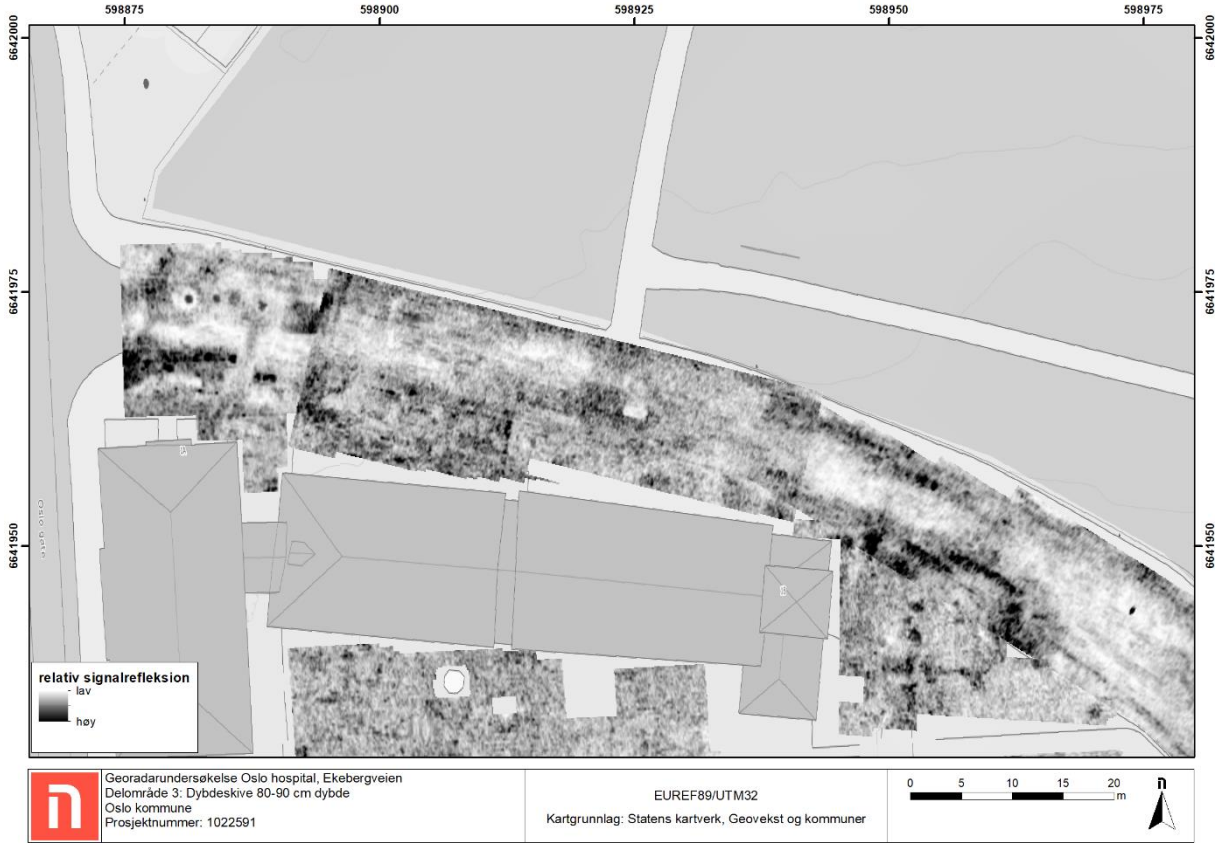 598875
598900
598925
598950
598975
6642000
6642000
6641975
6641975
6641950
6641950
Oslo gate
relativ signalrefleksion
lav
høy
Georadarundersøkelse Oslo hospital, Ekebergveien
Delområde 3: Dybdeskive 80-90 cm dybde
Oslo kommune
Prosjektnummer: 1022591
EUREF89/UTM32
Kartgrunnlag: Statens kartverk, Geovekst og kommuner
0 5 10 15 20
m